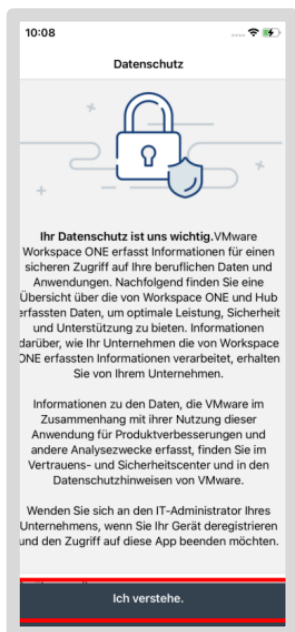 10:08
Datenschutz
Ihr Datenschutz ist uns wichtig.VMware
Workspace ONE erfasst Informationen für einen
sicheren Zugriff auf Ihre beruflichen Daten und
Anwendungen. Nachfolgend finden Sie eine
Übersicht über die von Workspace ONE und Hub
erfassten Daten, um optimale Leistung, Sicherheit
und Unterstützung zu bieten. Informationen
darüber, wie Ihr Unternehmen die von Workspace
ONE erfassten Informationen verarbeitet, erhalten
Sie von Ihrem Unternehmen.
Informationen zu den Daten, die VMware im
Zusammenhang mit ihrer Nutzung dieser
Anwendung für Produktverbesserungen und
andere Analysezwecke erfasst, finden Sie im
Vertrauens- und Sicherheitscenter und in den
Datenschutzhinweisen von VMware.
Wenden Sie sich an den IT-Administrator Ihres
Unternehmens, wenn Sie Ihr Gerät deregistrieren
und den Zugriff auf diese App beenden möchten.
Ich verstehe.